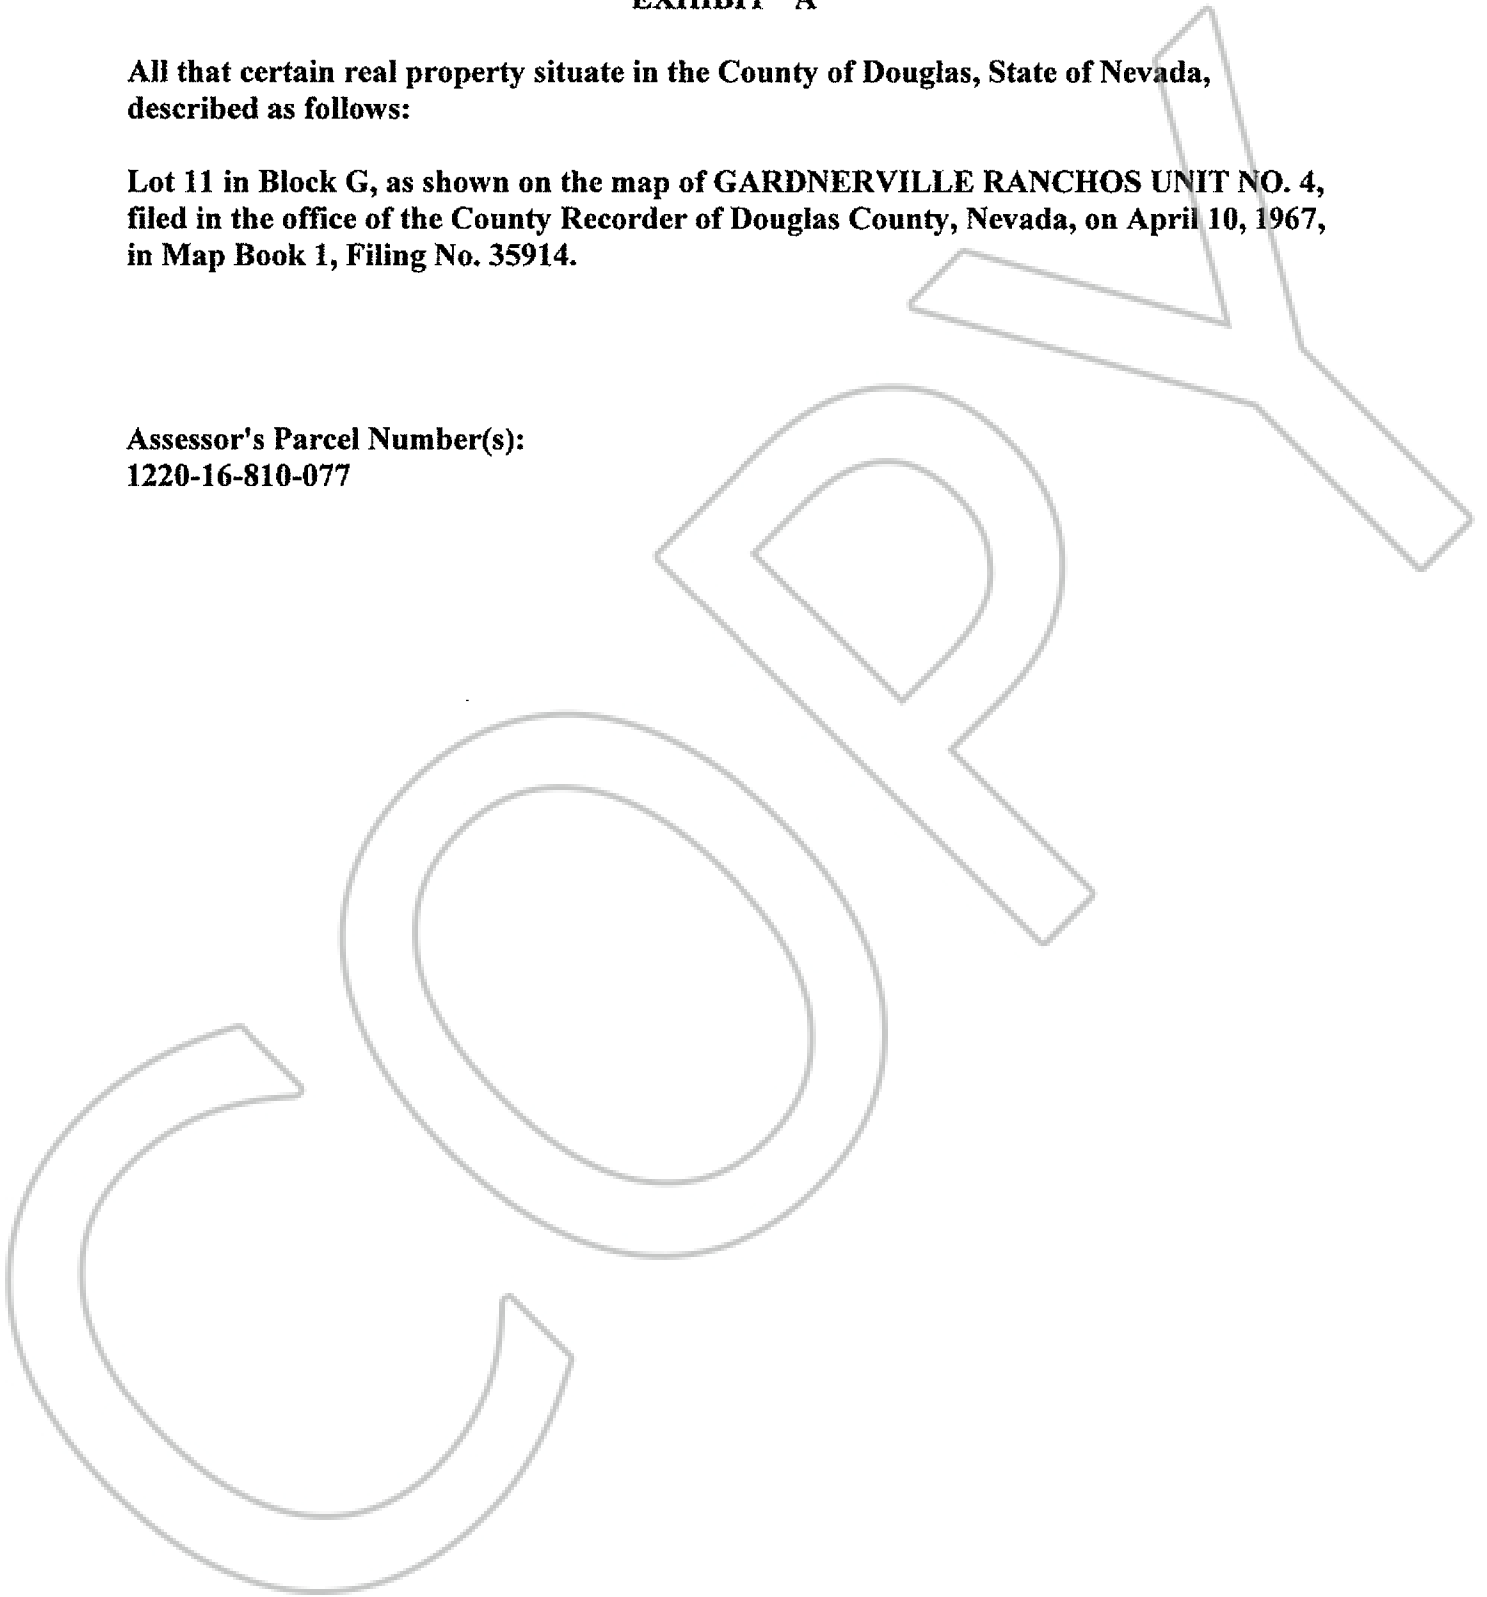 EXHIBIT "A"
All that certain real property situate in the County of Douglas, State of Nevada,
described as follows:
Lot 11 in Block G, as shown on the map of GARDNERVILLE RANCHOS UNIT NO. 4,
filed in the office of the County Recorder of Douglas County, Nevada, on April 10, 1967,
in Map Book 1, Filing No. 35914.
Assessor's Parcel Number(s):
1220-16-810-077
COPY